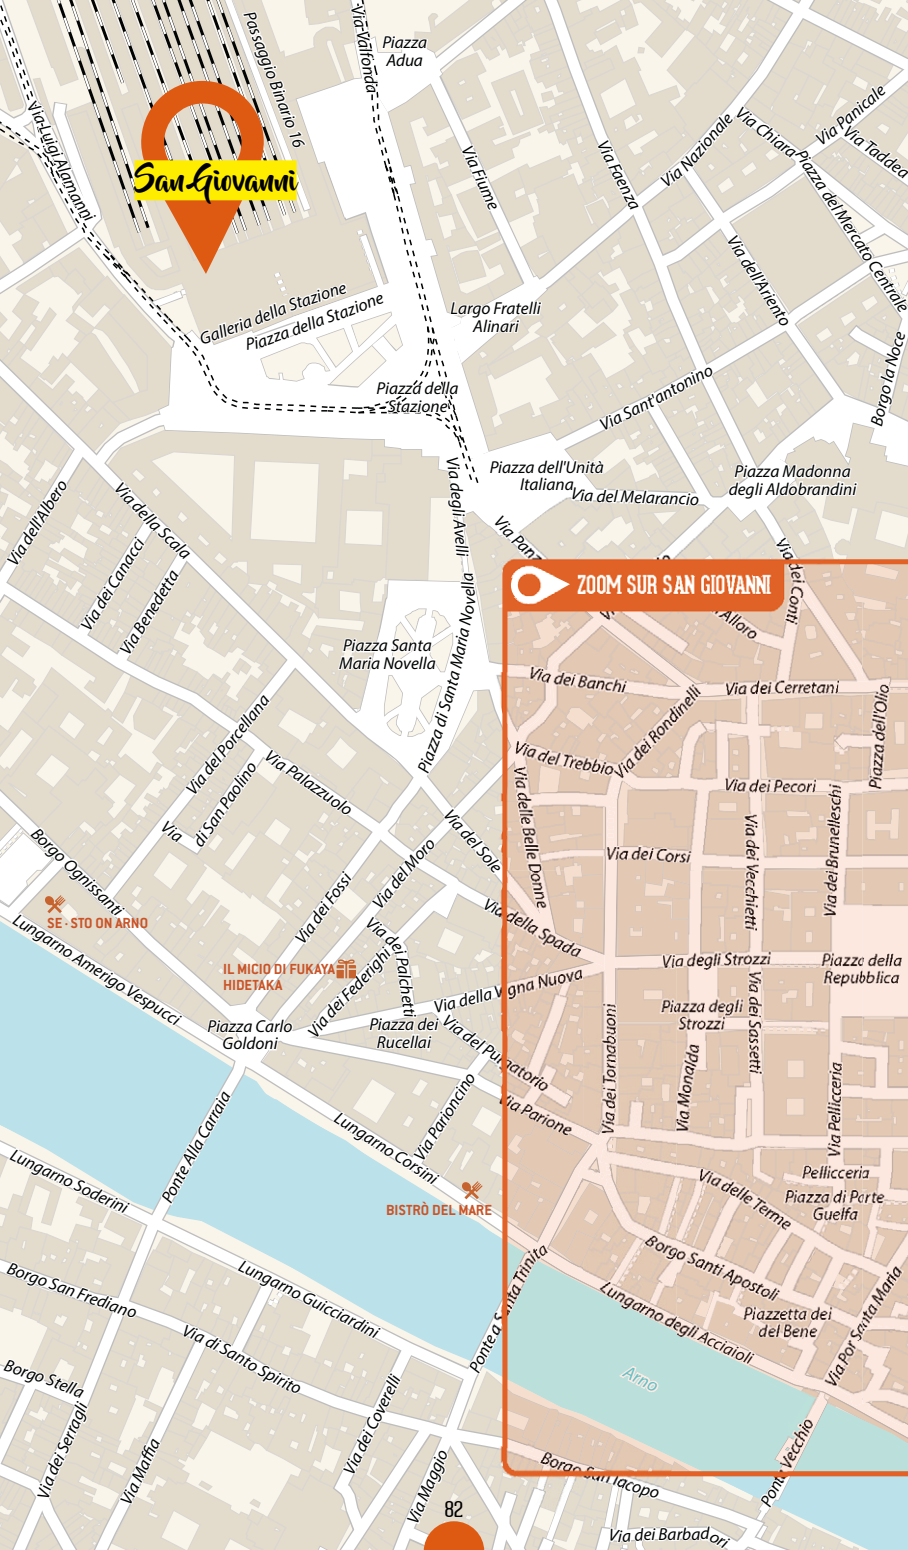 Piazza
Adua
Via Valfonda
Passaggio Binario 16
Via Luigi Alamanni
San Giovanni
Via Fiume
Via Faenza
Via Nazionale
Via Chiara
Via Panicale
Via Taddea
Piazza del Mercato Centrale
Via dell'Ariento
Borgo la Noce
Galleria della Stazione
Piazza della Stazione
Largo Fratelli
Alinari
Piazza della
Stazione
Via Sant'antonino
Piazza dell'Unità
Italiana
Via del Melarancio
Piazza Madonna
degli Aldobrandini
Via dell'Albero
Via della Scala
Via degli Avelli
Via Panz
Via dei Conti
Via dei Canacci
Via Benedetta
ZOOM SUR SAN GIOVANNI
Alloro
Piazza Santa
Maria Novella
Piazza di Santa Maria Novella
Via dei Banchi
Via dei Cerretani
Via dei Rondinelli
Piazza dell'Olio
Via del Porcellana
Via Palazzuolo
Via del Trebbio
Via dei Pecori
Via
di San Paolino
Via delle Belle Donne
Via dei Brunelleschi
Borgo Ognissanti
Via del Sole
Via dei Corsi
Via dei Vecchietti
Via dei Fossi
Via del Moro
SE·STO ON ARNO
Lungarno Amerigo Vespucci
Via della Spada
Via dei Palchetti
Via dei Federighi
IL MICIO DI FUKAYA
HIDETAKA
Via degli Strozzi
Piazza della
Repubblica
Via della Vigna Nuova
Via dei Sassetti
Piazza degli
Strozzi
Piazza Carlo
Goldoni
Piazza dei
Rucellai
Via del Purgatorio
Via dei Tornabuoni
Via Monalda
Via Pellicceria
Via Parione
Via Parioncino
Ponte Alla Carraia
Lungarno Corsini
Lungarno Soderini
Pellicceria
Piazza di Porte
Guelfa
Via delle Terme
BISTRÒ DEL MARE
Ponte a Santa Trinita
Borgo Santi Apostoli
Lungarno degli Acciaioli
Via Por Santa Maria
Piazzetta dei
del Bene
Borgo San Frediano
Lungarno Guicciardini
Via di Santo Spirito
Arno
Borgo Stella
Via dei Serragli
Via Maffia
Via dei Coverelli
Via Maggio
Borgo San Iacopo
Ponte Vecchio
82
Via dei Barbadori